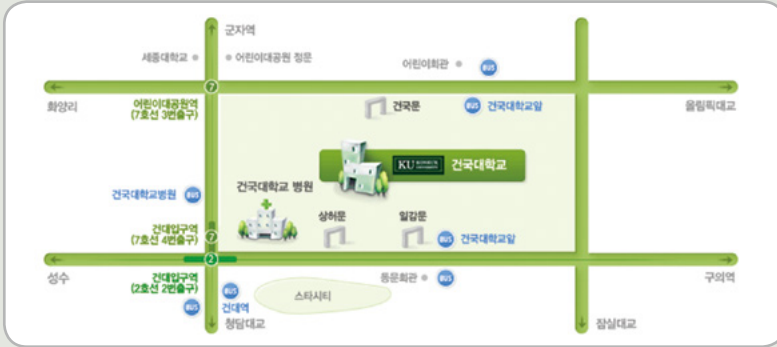 군자역
세종대학교
어린이대공원 정문
어린이회관
BUS
7
화양리
어린이대공원역
(7호선 3번출구)
건국문
BUS
건국대학교앞
올림픽대교
KU KONKUK
UNIVERSITY
건국대학교
건국대학교 병원
건국대학교병원
BUS
상허문
일감문
건대입구역
(7호선 4번출구)
7
BUS
건국대학교앞
2
성수
건대입구역
(2호선 2번출구)
동문회관
BUS
구의역
BUS
스타시티
BUS
건대역
청담대교
잠실대교